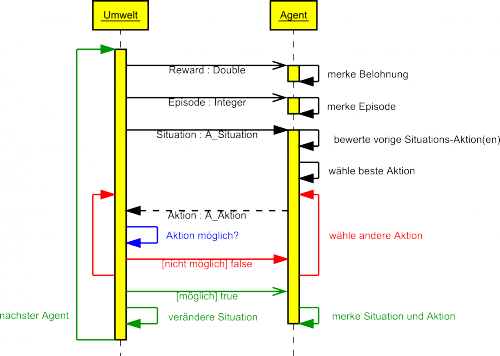 Umwelt
Agent
Reward : Double
merke Belohnung
Episode : Integer
merke Episode
Situation : A_Situation
bewerte vorige Situations-Aktion(en)
wähle beste Aktion
Aktion : A_Aktion
Aktion möglich?
wähle andere Aktion
[nicht möglich] false
[möglich] true
nächster Agent
verändere Situation
merke Situation und Aktion